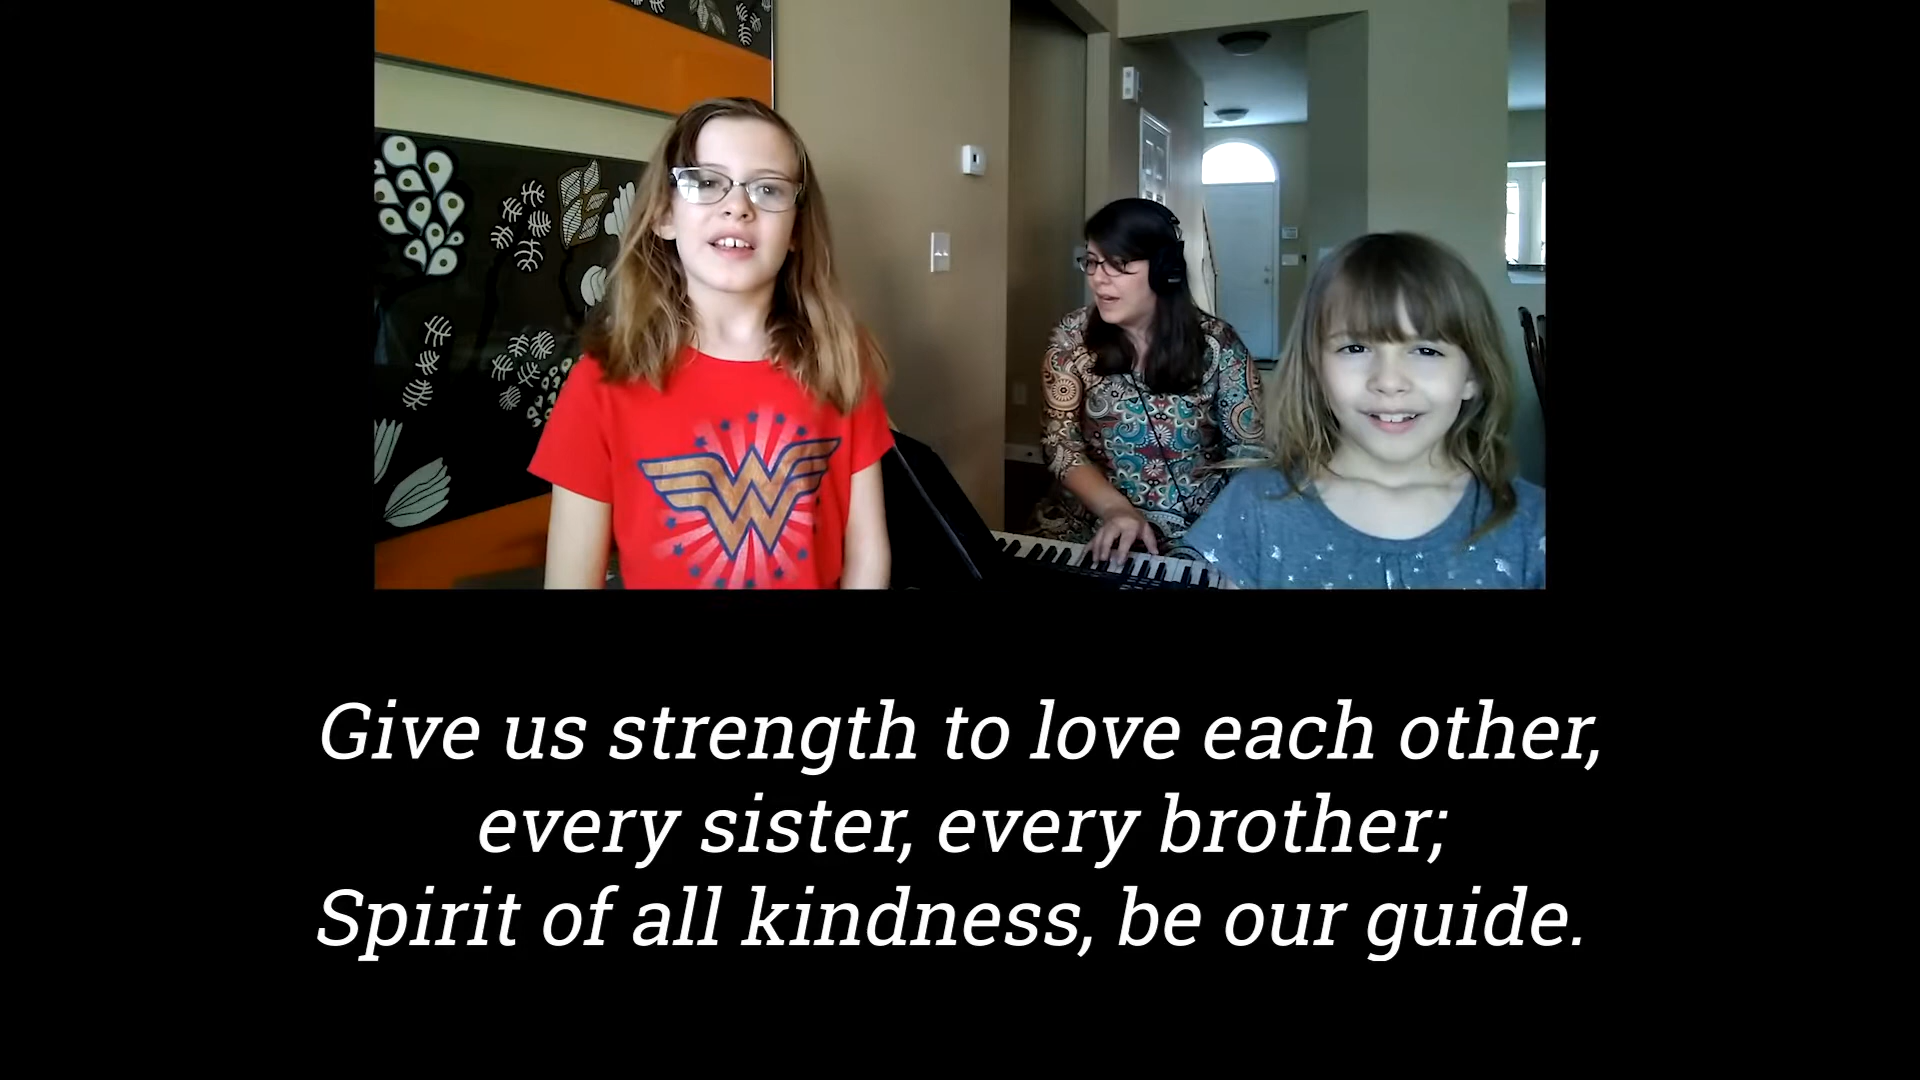 Give us strength to love each other,
every sister, every brother;
Spirit of all kindness, be our guide.